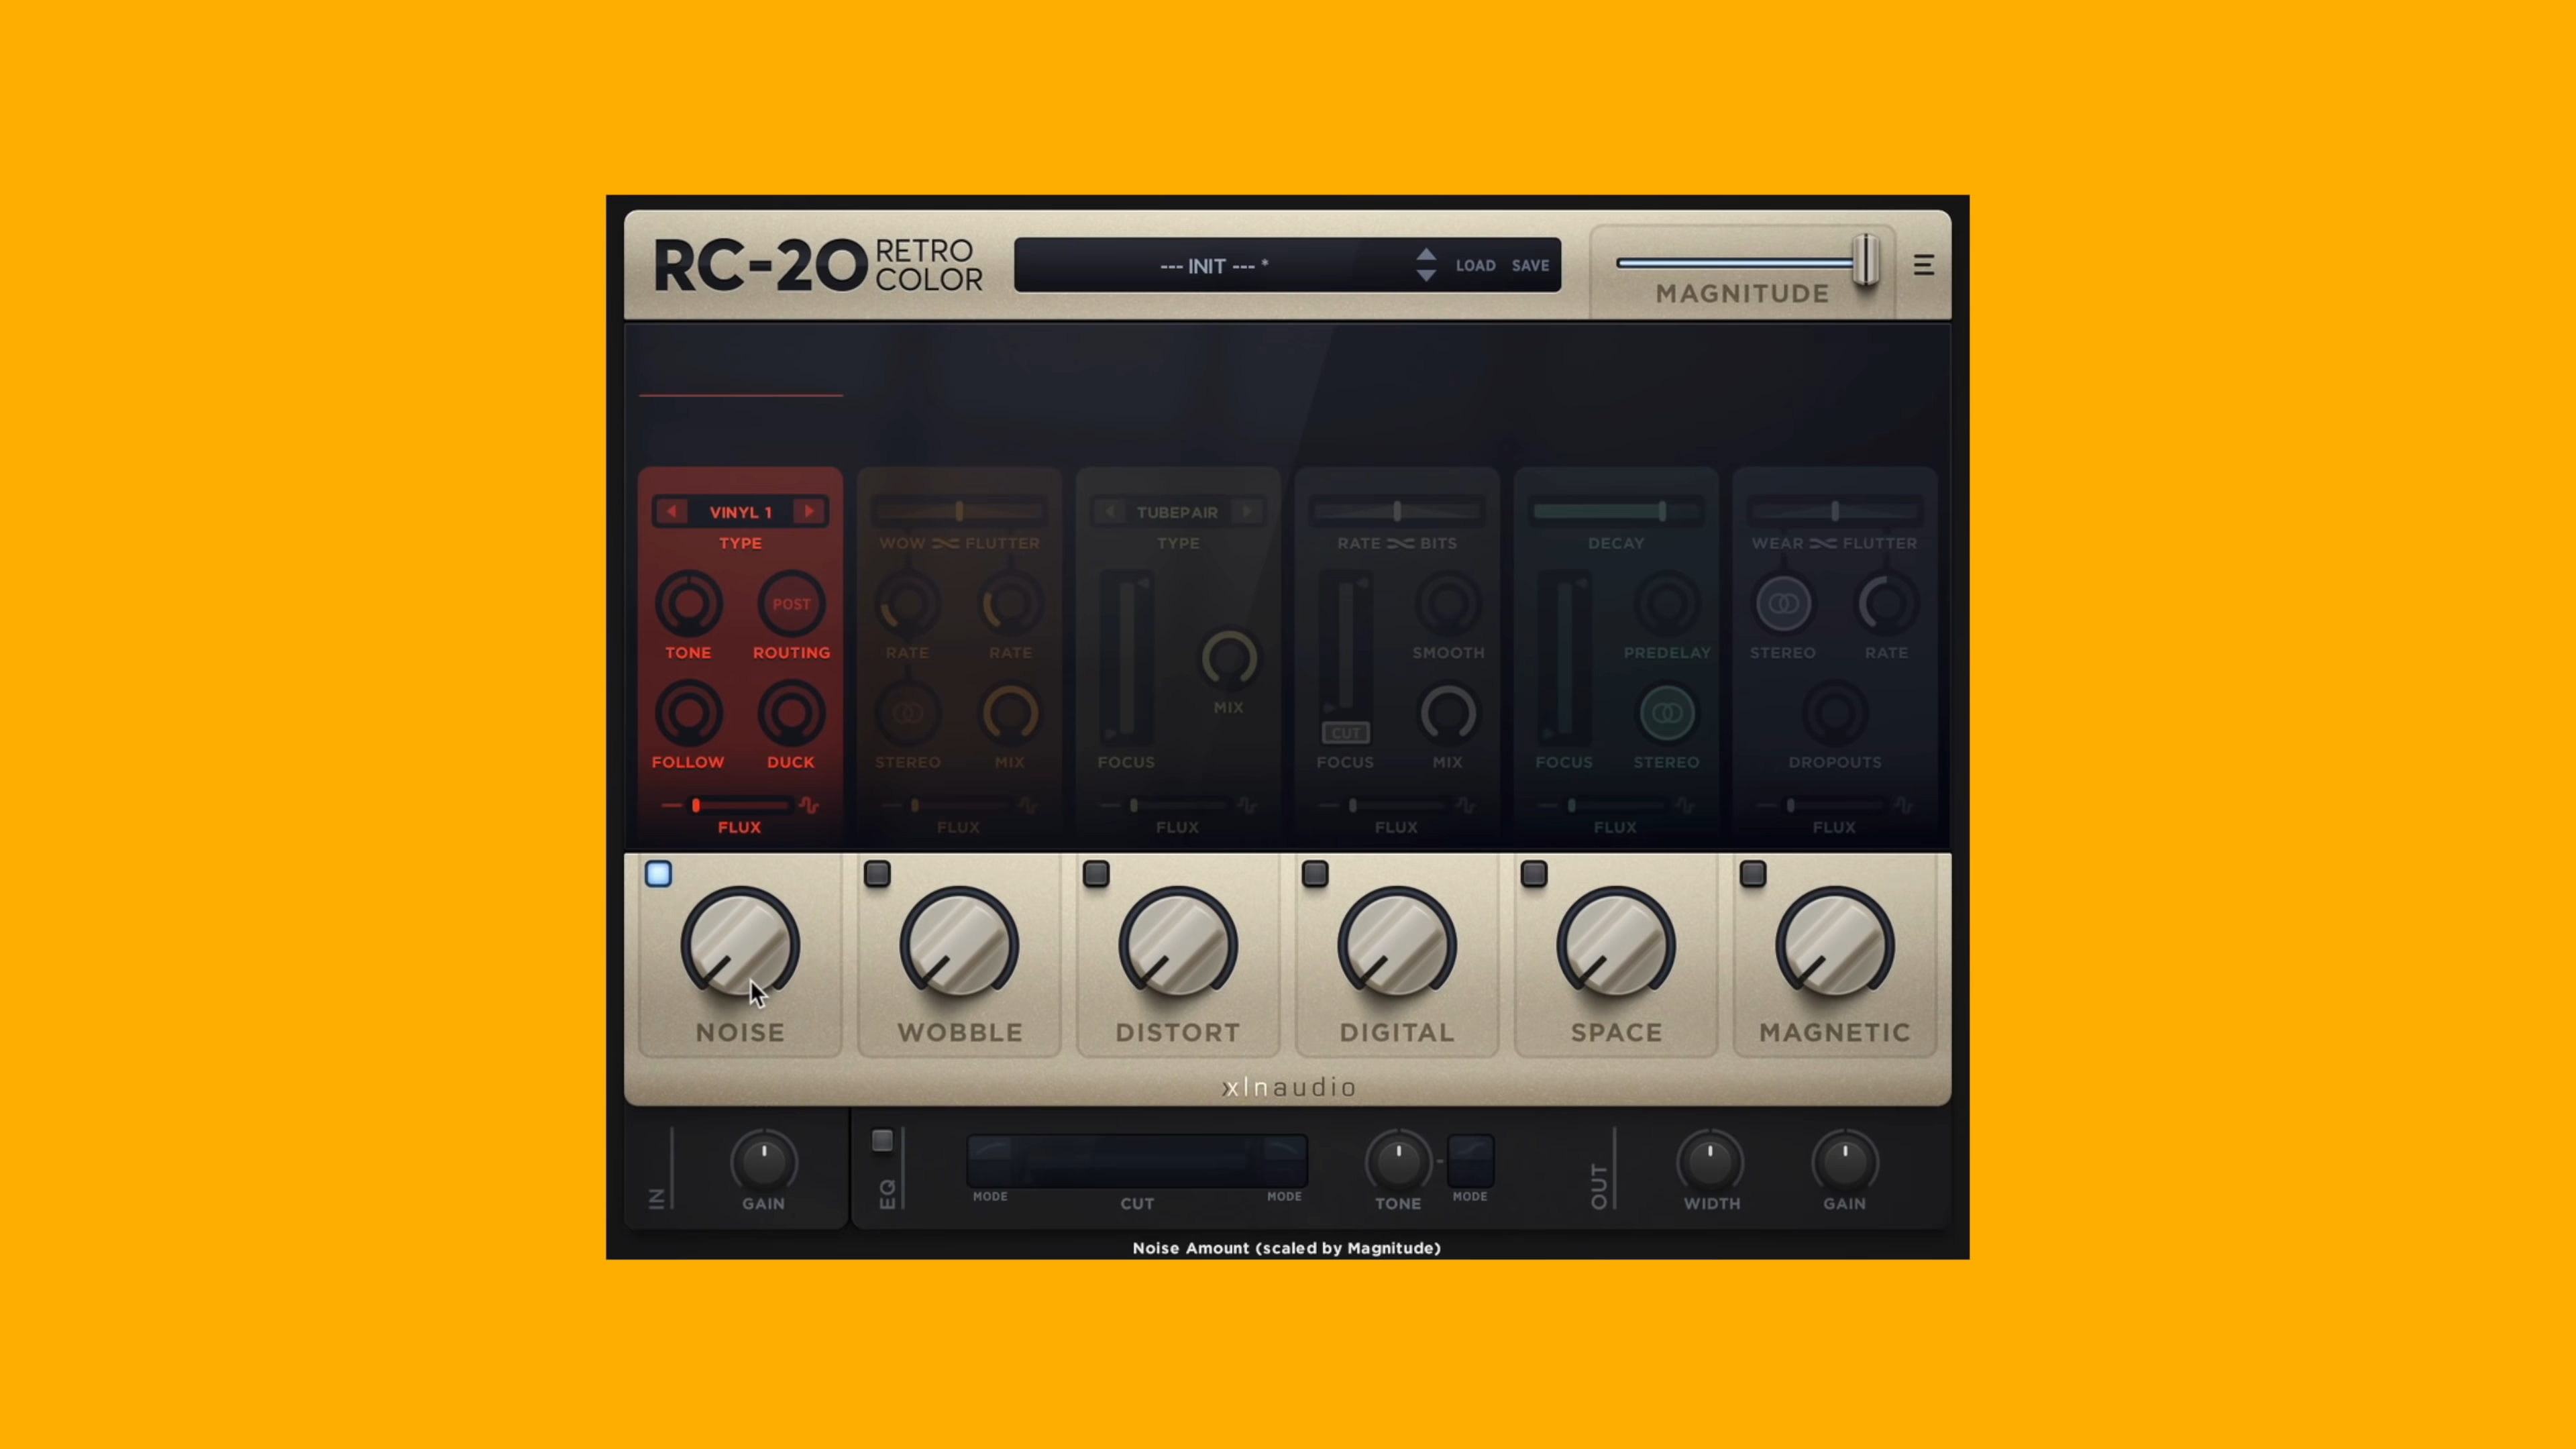 RC-20 RETRO COLOR
--- INIT --- *
LOAD SAVE
MAGNITUDE
VINYL 1
TYPE
TONE
POST
ROUTING
FOLLOW
DUCK
FLUX
WOW FLUTTER
RATE
RATE
STEREO
MIX
FLUX
TUBEPAIR
TYPE
MIX
FOCUS
FLUX
RATE BITS
SMOOTH
CUT
FOCUS
MIX
FLUX
DECAY
PREDELAY
FOCUS
STEREO
FLUX
WEAR FLUTTER
STEREO
RATE
DROPOUTS
FLUX
NOISE
WOBBLE
DISTORT
DIGITAL
SPACE
MAGNETIC
xlnaudio
IN
GAIN
EQ
MODE
CUT
MODE
TONE
MODE
OUT
WIDTH
GAIN
Noise Amount (scaled by Magnitude)